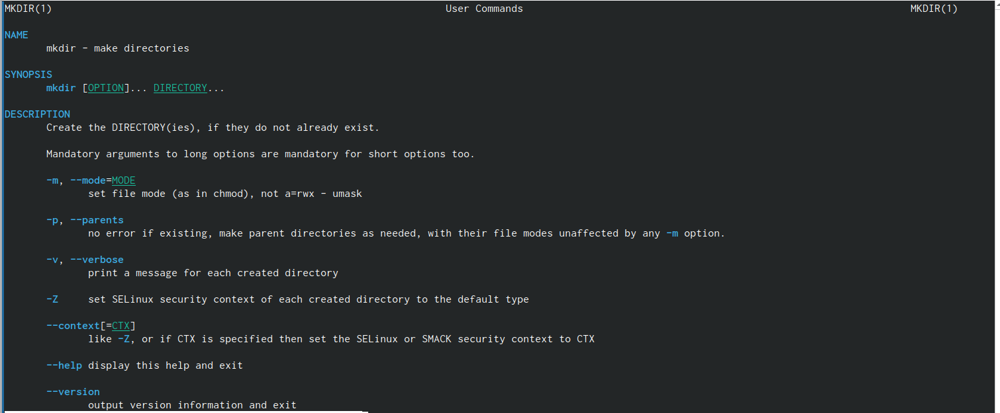 MKDIR(1) User Commands MKDIR(1)
NAME
mkdir - make directories
SYNOPSIS
mkdir [OPTION]... DIRECTORY...
DESCRIPTION
Create the DIRECTORY(ies), if they do not already exist.
Mandatory arguments to long options are mandatory for short options too.
-m, --mode=MODE
set file mode (as in chmod), not a=rwx - umask
-p, --parents
no error if existing, make parent directories as needed, with their file modes unaffected by any -m option.
-v, --verbose
print a message for each created directory
-Z set SELinux security context of each created directory to the default type
--context[=CTX]
like -Z, or if CTX is specified then set the SELinux or SMACK security context to CTX
--help display this help and exit
--version
output version information and exit